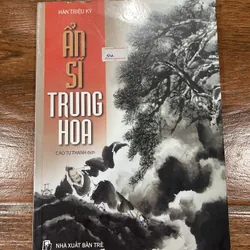 HÀN TRIỆU KỲ
ẨN
SĨ
TRUNG
HOA
CAO TỰ THANH dịch
NHÀ XUẤT BẢN TRẺ